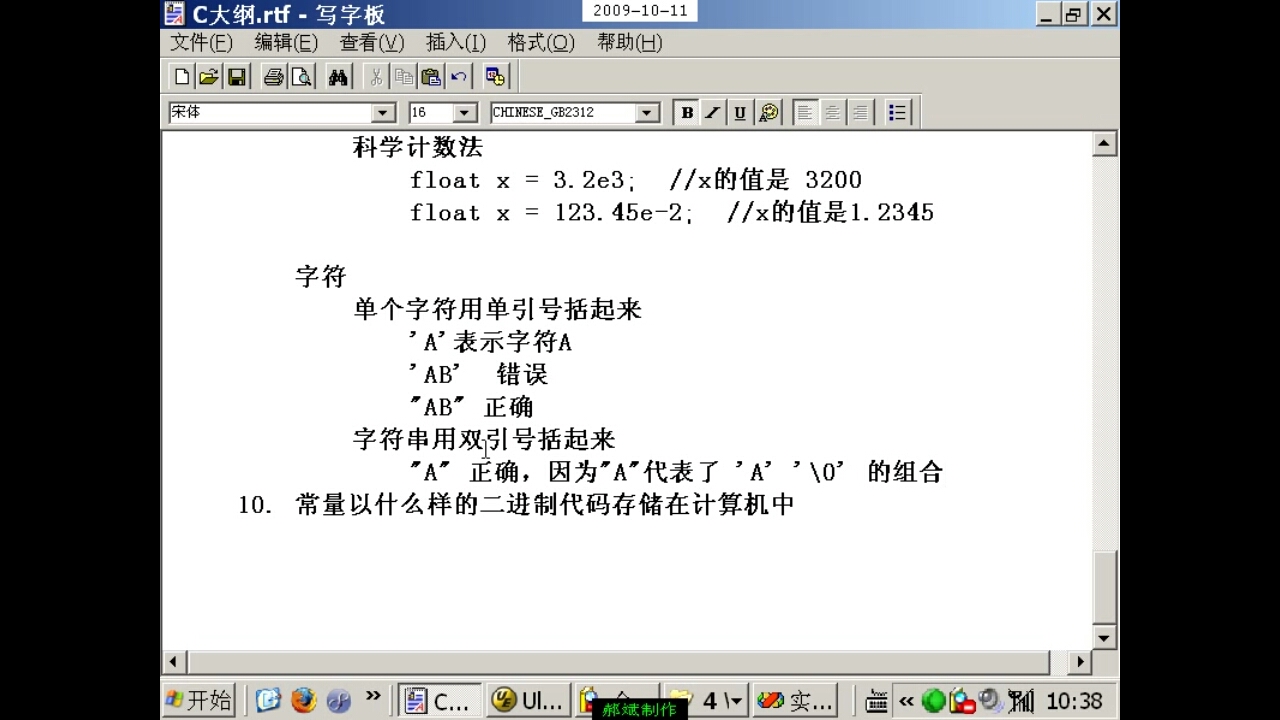 C大纲.rtf - 写字板
2009-10-11
文件(F) 编辑(E) 查看(V) 插入(I) 格式(O) 帮助(H)
宋体 16 CHINESE_GB2312 B / U
科学计数法
float x = 3.2e3; //x的值是 3200
float x = 123.45e-2; //x的值是1.2345
字符
单个字符用单引号括起来
'A'表示字符A
'AB' 错误
"AB" 正确
字符串用双引号括起来
"A" 正确，因为"A"代表了 'A' '\0' 的组合
10. 常量以什么样的二进制代码存储在计算机中
开始 » C... Ul... 4 \ 实... « 10:38
郝斌制作